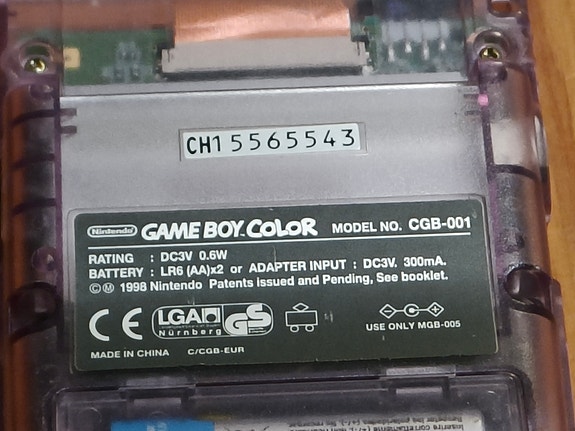 CH15565543
Nintendo GAME BOY COLOR MODEL NO. CGB-001
RATING : DC3V 0.6W
BATTERY : LR6 (AA)x2 or ADAPTER INPUT : DC3V. 300mA.
©Ⓜ 1998 Nintendo Patents Issued and Pending, See booklet.
CE LGA GS
Nürnberg
USE ONLY MGB-005
MADE IN CHINA C/CGB-EUR